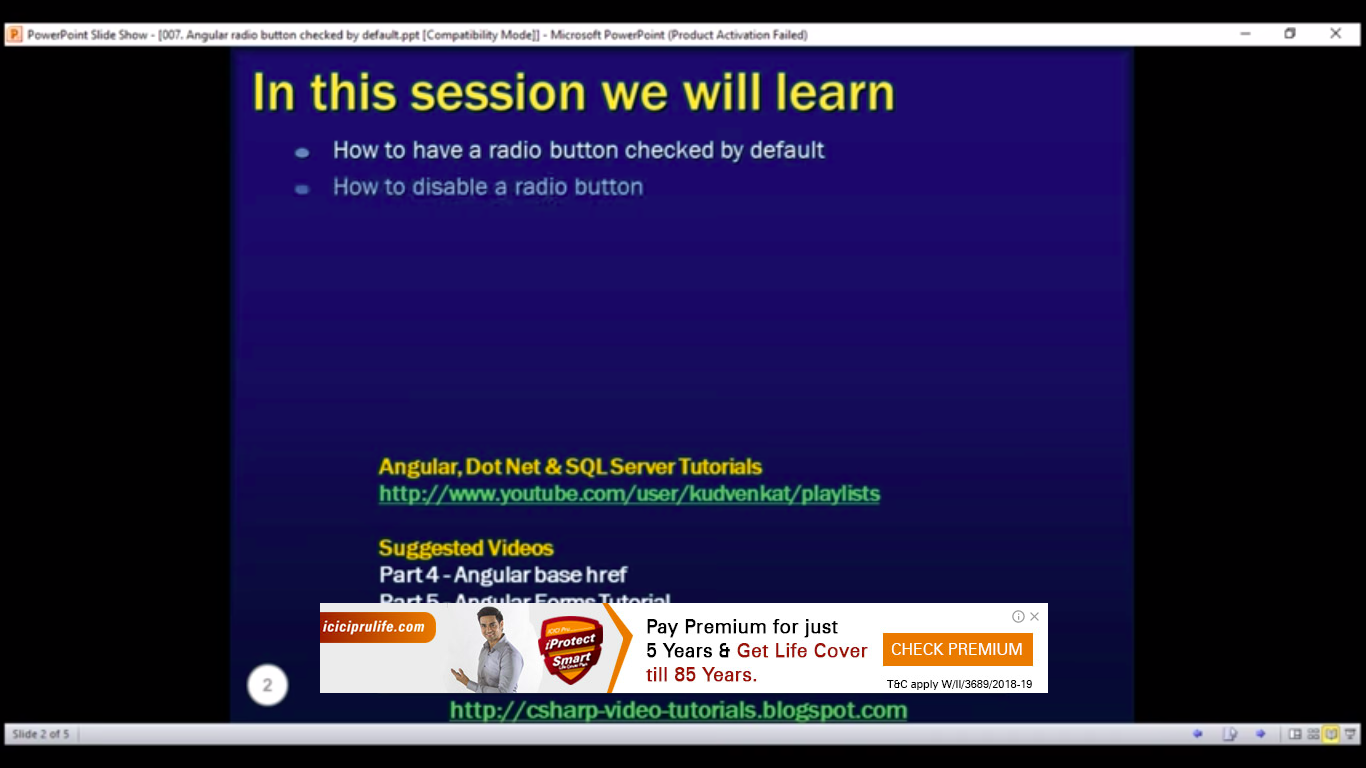 PowerPoint Slide Show - [007. Angular radio button checked by default.ppt [Compatibility Mode]] - Microsoft PowerPoint (Product Activation Failed)
In this session we will learn
How to have a radio button checked by default
How to disable a radio button
Angular, Dot Net & SQL Server Tutorials
http://www.youtube.com/user/kudvenkat/playlists
Suggested Videos
Part 4 - Angular base href
Part 5 - Angular Forms Tutorial
iciciprulife.com
iProtect
Smart
Pay Premium for just
5 Years & Get Life Cover
till 85 Years.
CHECK PREMIUM
T&C apply W/II/3689/2018-19
2
http://csharp-video-tutorials.blogspot.com
Slide 2 of 5